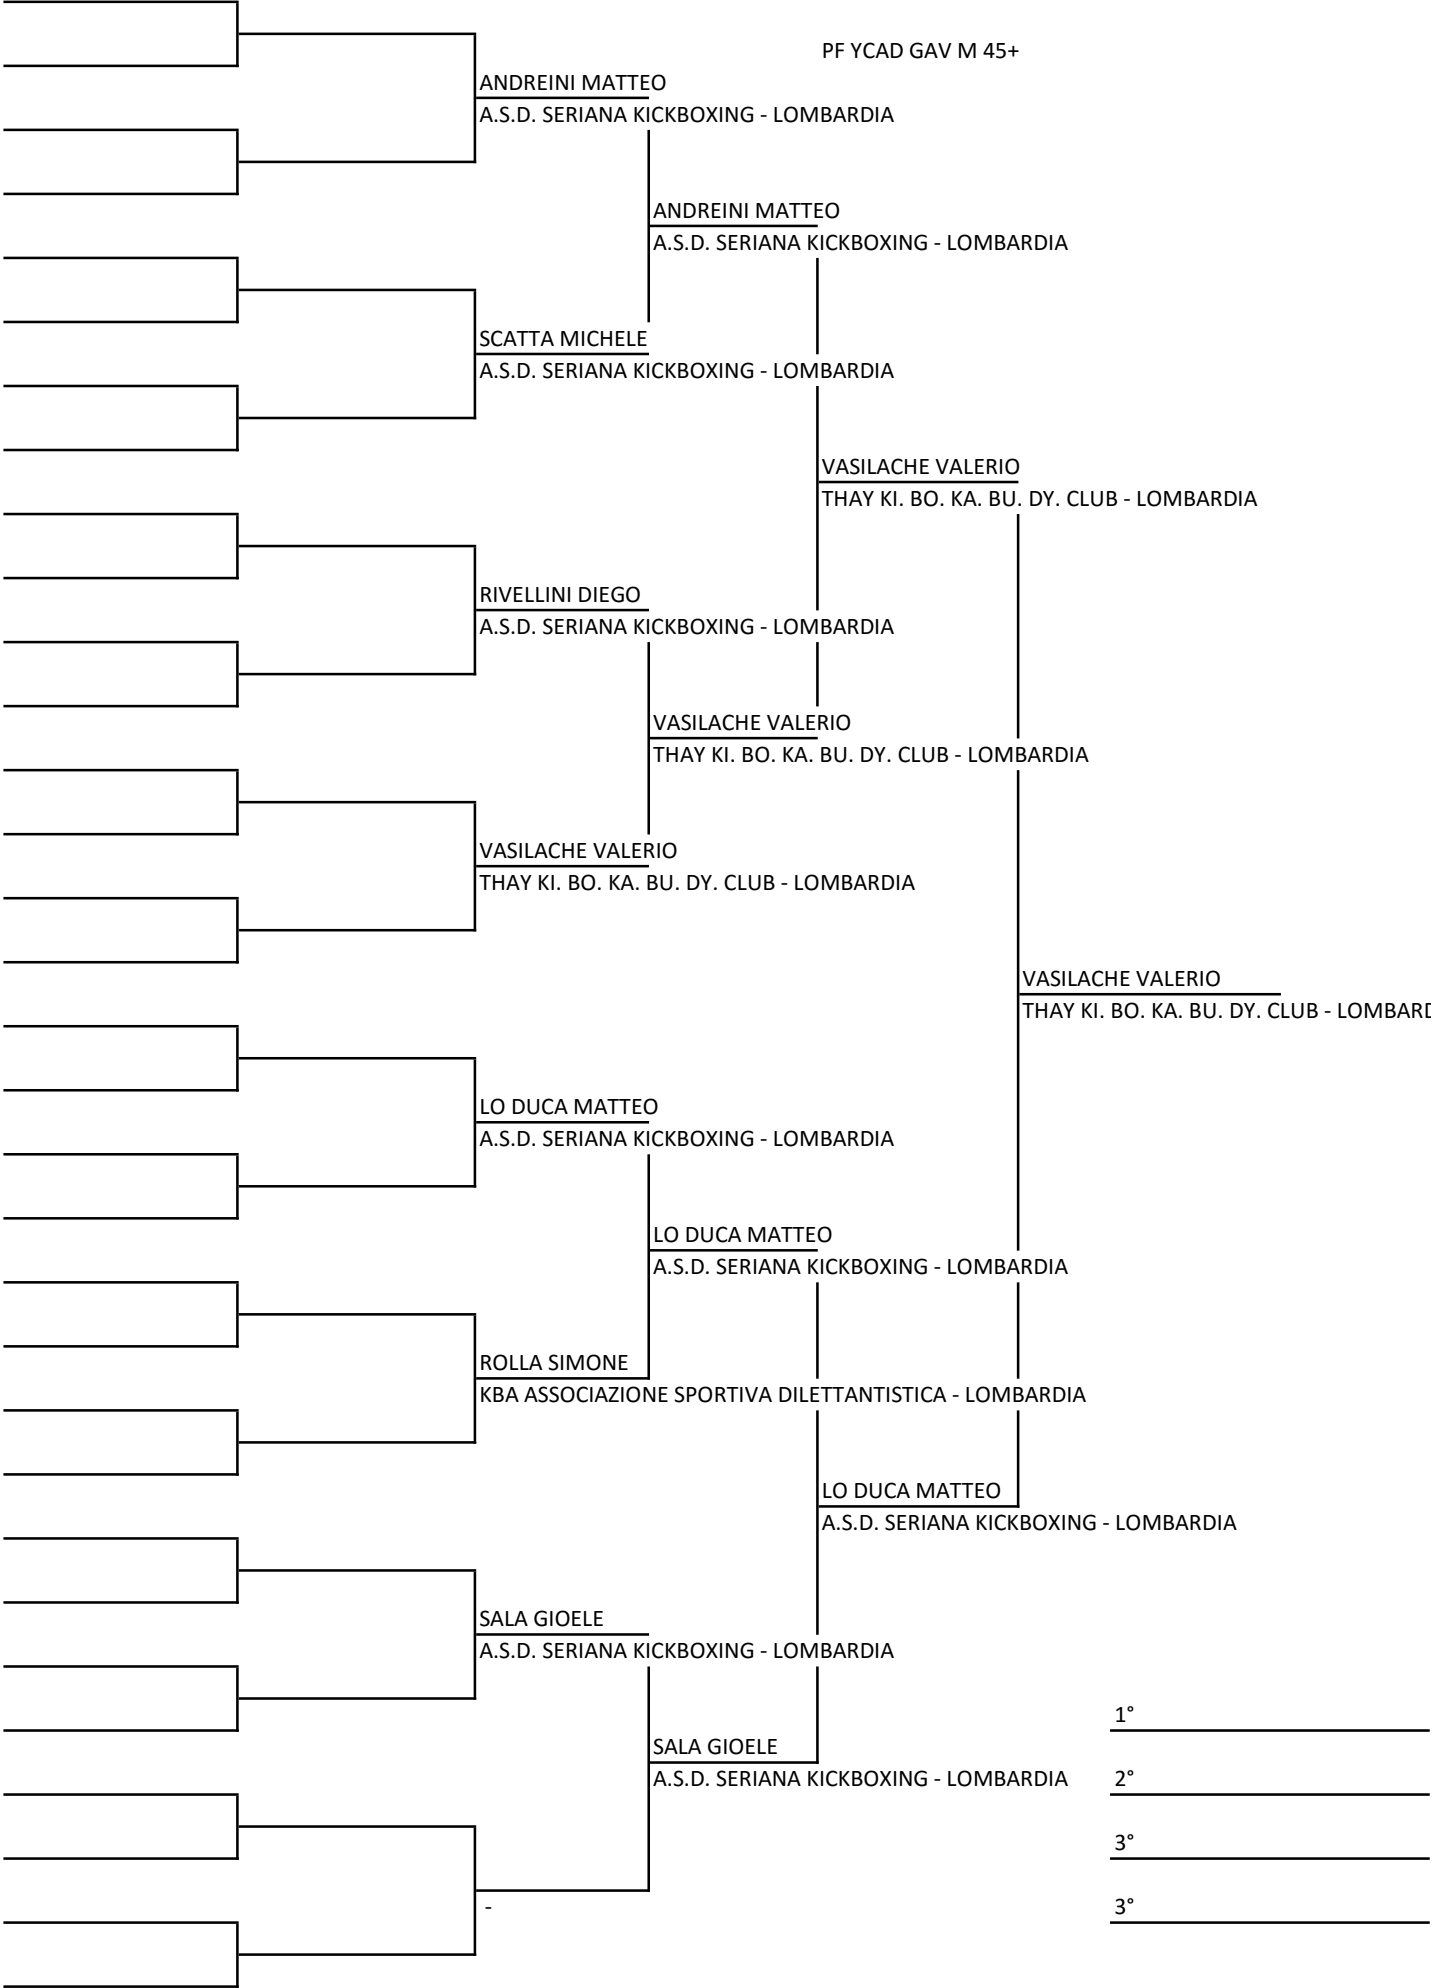 PF YCAD GAV M 45+
ANDREINI MATTEO
A.S.D. SERIANA KICKBOXING - LOMBARDIA
ANDREINI MATTEO
A.S.D. SERIANA KICKBOXING - LOMBARDIA
SCATTA MICHELE
A.S.D. SERIANA KICKBOXING - LOMBARDIA
VASILACHE VALERIO
THAY KI. BO. KA. BU. DY. CLUB - LOMBARDIA
RIVELLINI DIEGO
A.S.D. SERIANA KICKBOXING - LOMBARDIA
VASILACHE VALERIO
THAY KI. BO. KA. BU. DY. CLUB - LOMBARDIA
VASILACHE VALERIO
THAY KI. BO. KA. BU. DY. CLUB - LOMBARDIA
VASILACHE VALERIO
THAY KI. BO. KA. BU. DY. CLUB - LOMBARD
LO DUCA MATTEO
A.S.D. SERIANA KICKBOXING - LOMBARDIA
LO DUCA MATTEO
A.S.D. SERIANA KICKBOXING - LOMBARDIA
ROLLA SIMONE
KBA ASSOCIAZIONE SPORTIVA DILETTANTISTICA - LOMBARDIA
LO DUCA MATTEO
A.S.D. SERIANA KICKBOXING - LOMBARDIA
SALA GIOELE
A.S.D. SERIANA KICKBOXING - LOMBARDIA
1°
SALA GIOELE
A.S.D. SERIANA KICKBOXING - LOMBARDIA
2°
3°
-
3°